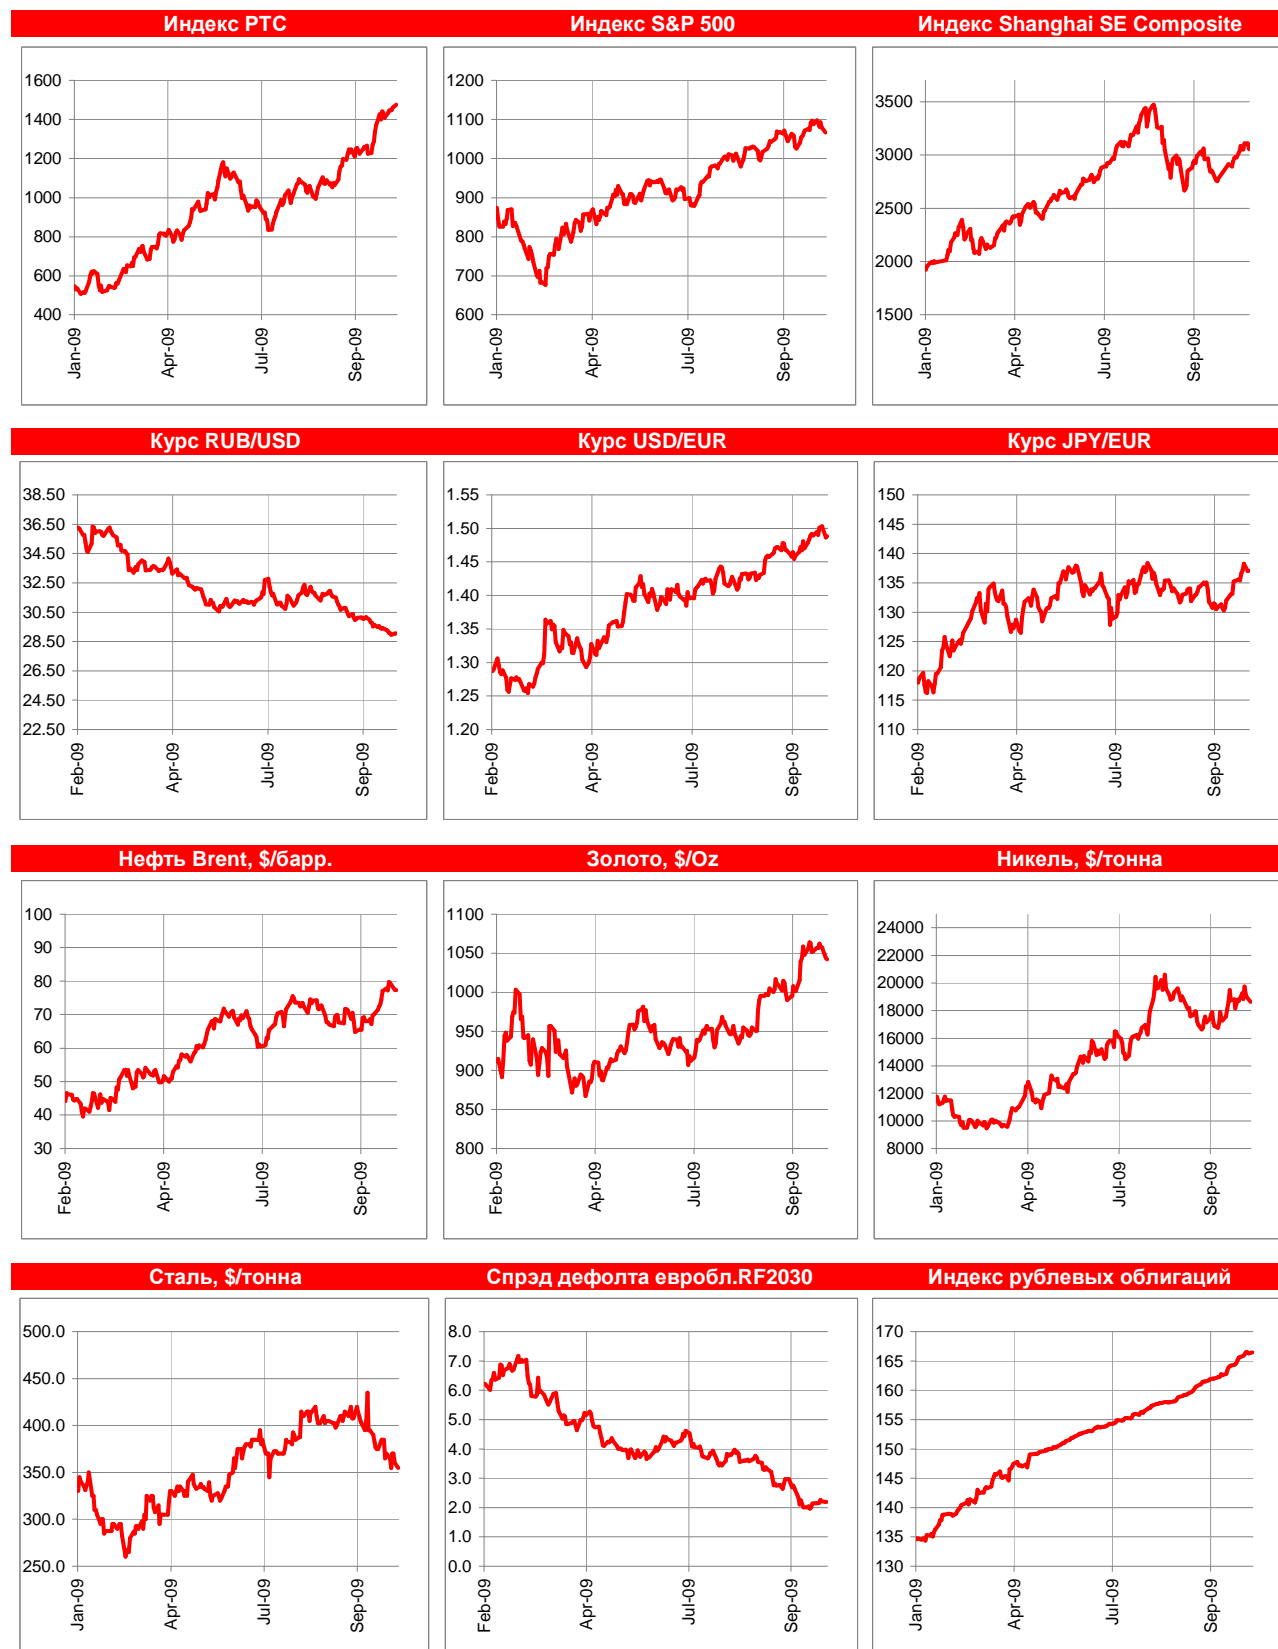 Индекс РТС
Индекс S&P 500
Индекс Shanghai SE Composite
1600
1400
1200
1000
800
600
400
Jan-09
Apr-09
Jul-09
Sep-09
1200
1100
1000
900
800
700
600
Jan-09
Apr-09
Jul-09
Sep-09
3500
3000
2500
2000
1500
Jan-09
Apr-09
Jun-09
Sep-09
Курс RUB/USD
Курс USD/EUR
Курс JPY/EUR
38.50
36.50
34.50
32.50
30.50
28.50
26.50
24.50
22.50
Feb-09
Apr-09
Jul-09
Sep-09
1.55
1.50
1.45
1.40
1.35
1.30
1.25
1.20
Feb-09
Apr-09
Jul-09
Sep-09
150
145
140
135
130
125
120
115
110
Feb-09
Apr-09
Jul-09
Sep-09
Нефть Brent, $/барр.
Золото, $/Oz
Никель, $/тонна
100
90
80
70
60
50
40
30
Feb-09
Apr-09
Jul-09
Sep-09
1100
1050
1000
950
900
850
800
Feb-09
Apr-09
Jul-09
Sep-09
24000
22000
20000
18000
16000
14000
12000
10000
8000
Jan-09
Apr-09
Jul-09
Sep-09
Сталь, $/тонна
Спрэд дефолта евробл.RF2030
Индекс рублевых облигаций
500.0
450.0
400.0
350.0
300.0
250.0
Jan-09
Apr-09
Jul-09
Sep-09
8.0
7.0
6.0
5.0
4.0
3.0
2.0
1.0
0.0
Feb-09
Apr-09
Jul-09
Sep-09
170
165
160
155
150
145
140
135
130
Jan-09
Apr-09
Jul-09
Sep-09